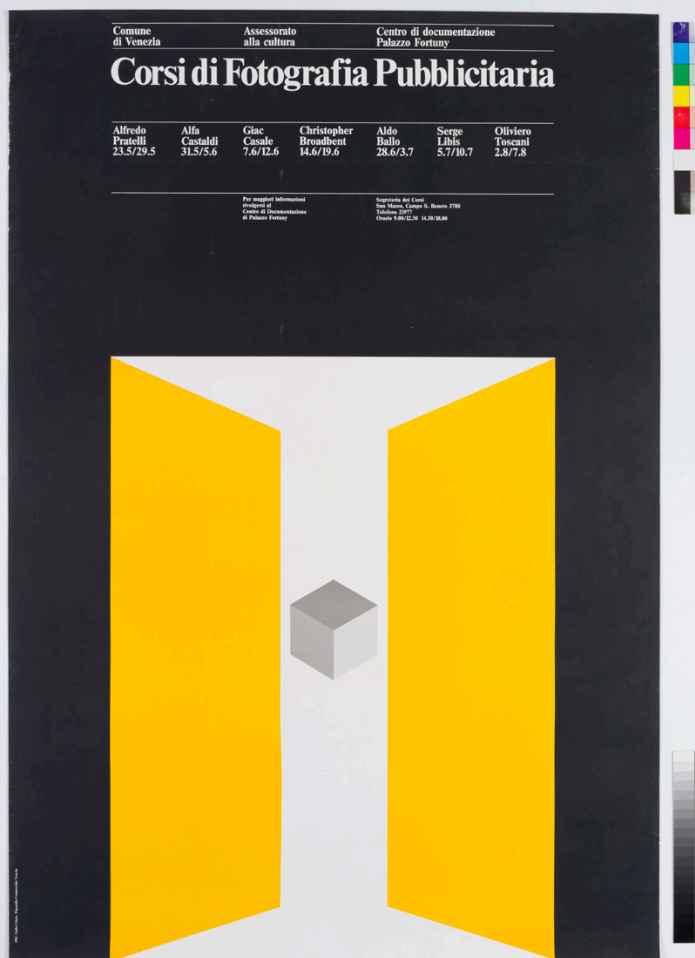 Comune
di Venezia
Assessorato
alla cultura
Centro di documentazione
Palazzo Fortuny
Corsi di Fotografia Pubblicitaria
Alfredo
Pratelli
23.5/29.5
Alfa
Castaldi
31.5/5.6
Giac
Casale
7.6/12.6
Christopher
Broadbent
14.6/19.6
Aldo
Ballo
28.6/3.7
Serge
Libis
5.7/10.7
Oliviero
Toscani
2.8/7.8
Per maggiori informazioni
rivolgersi al
Centro di Documentazione
di Palazzo Fortuny
Segreteria dei Corsi
San Marco, Campo S. Beneto 3780
Telefono 21977
Orario 9.00/12.30 14.30/18.00